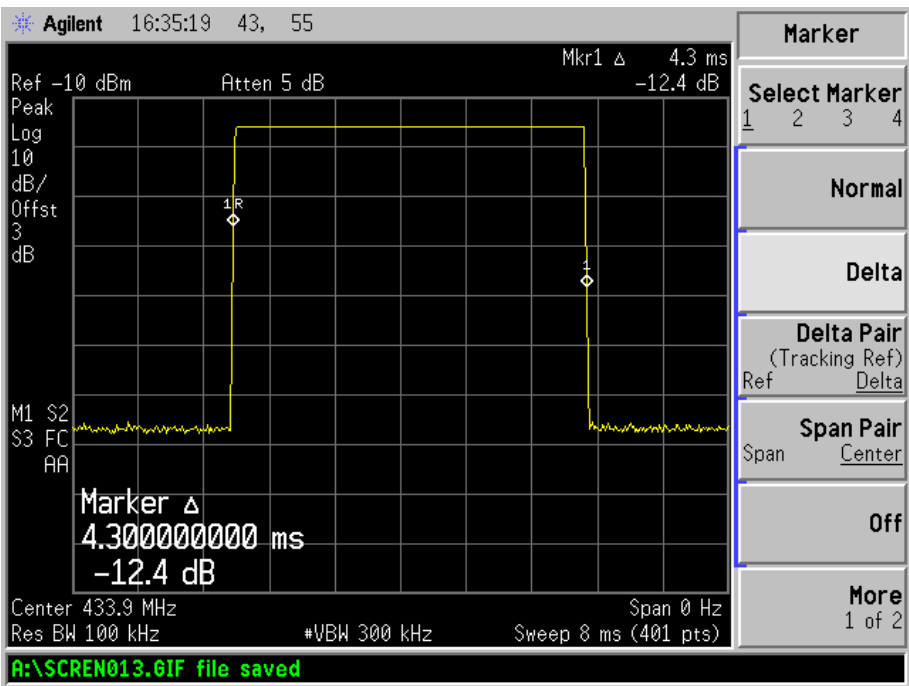 Agilent 16:35:19 43, 55
Mkr1 Δ 4.3 ms
Ref −10 dBm Atten 5 dB −12.4 dB
Peak
Log
10
dB/
Offst
3
dB
1R
1
M1 S2
S3 FC
AA
Marker Δ
4.300000000 ms
−12.4 dB
Center 433.9 MHz Span 0 Hz
Res BW 100 kHz #VBW 300 kHz Sweep 8 ms (401 pts)
A:\SCREN013.GIF file saved
Marker
Select Marker
1 2 3 4
Normal
Delta
Delta Pair
(Tracking Ref)
Ref Delta
Span Pair
Span Center
Off
More
1 of 2